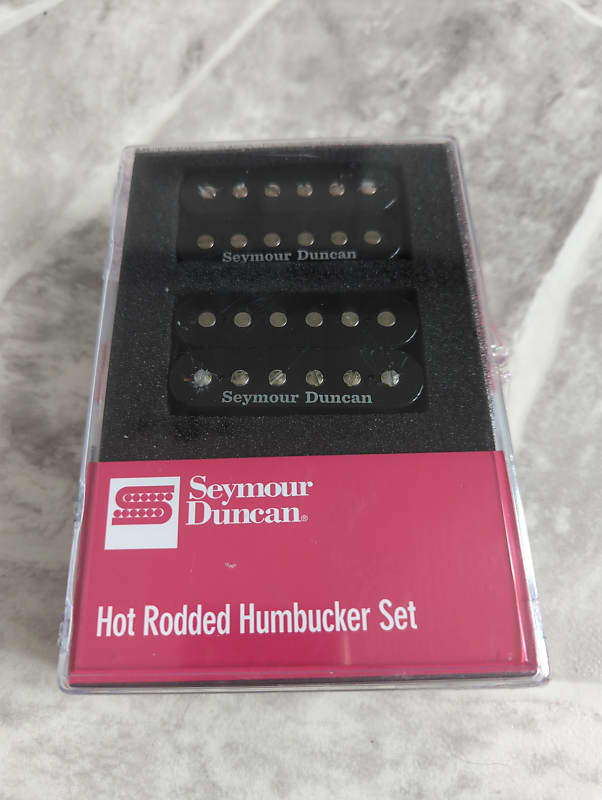 Seymour Duncan
Seymour Duncan
Seymour
Duncan®
Hot Rodded Humbucker Set